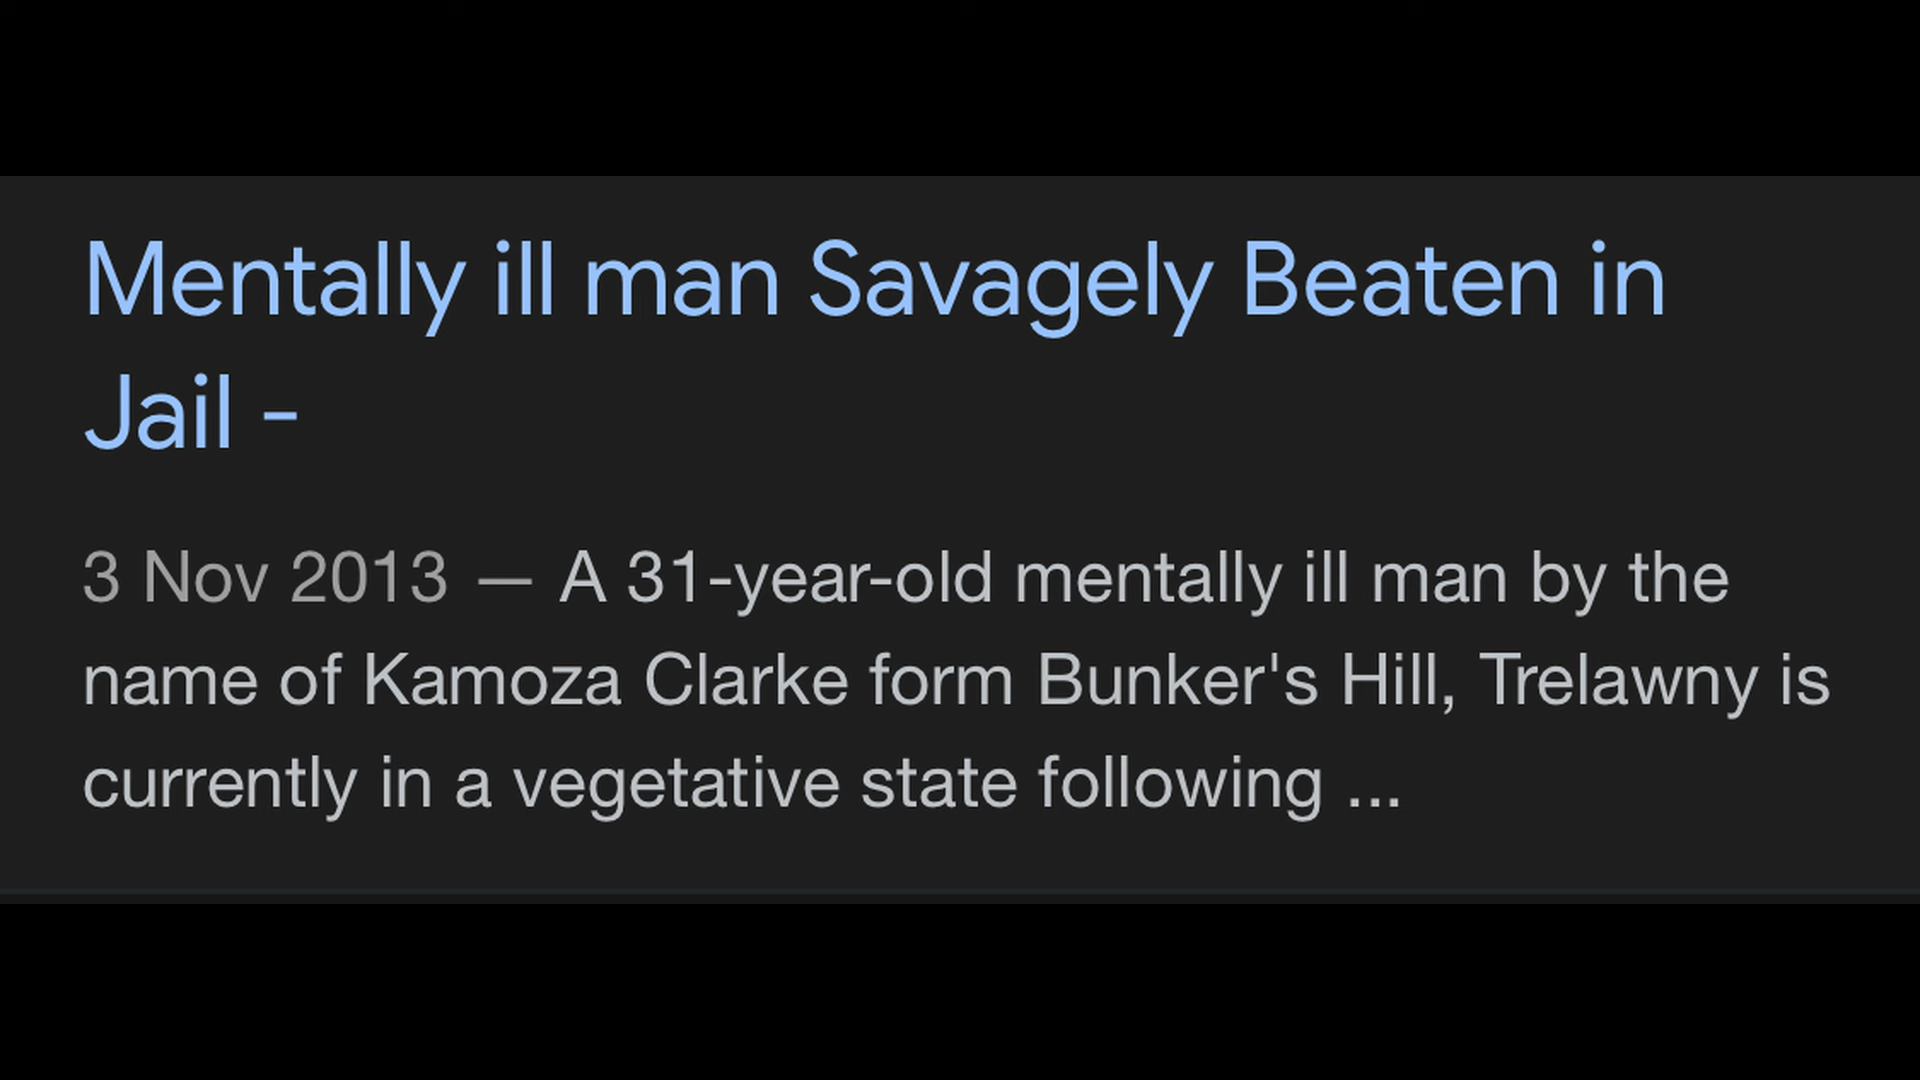 Mentally ill man Savagely Beaten in
Jail -
3 Nov 2013 — A 31-year-old mentally ill man by the
name of Kamoza Clarke form Bunker's Hill, Trelawny is
currently in a vegetative state following ...